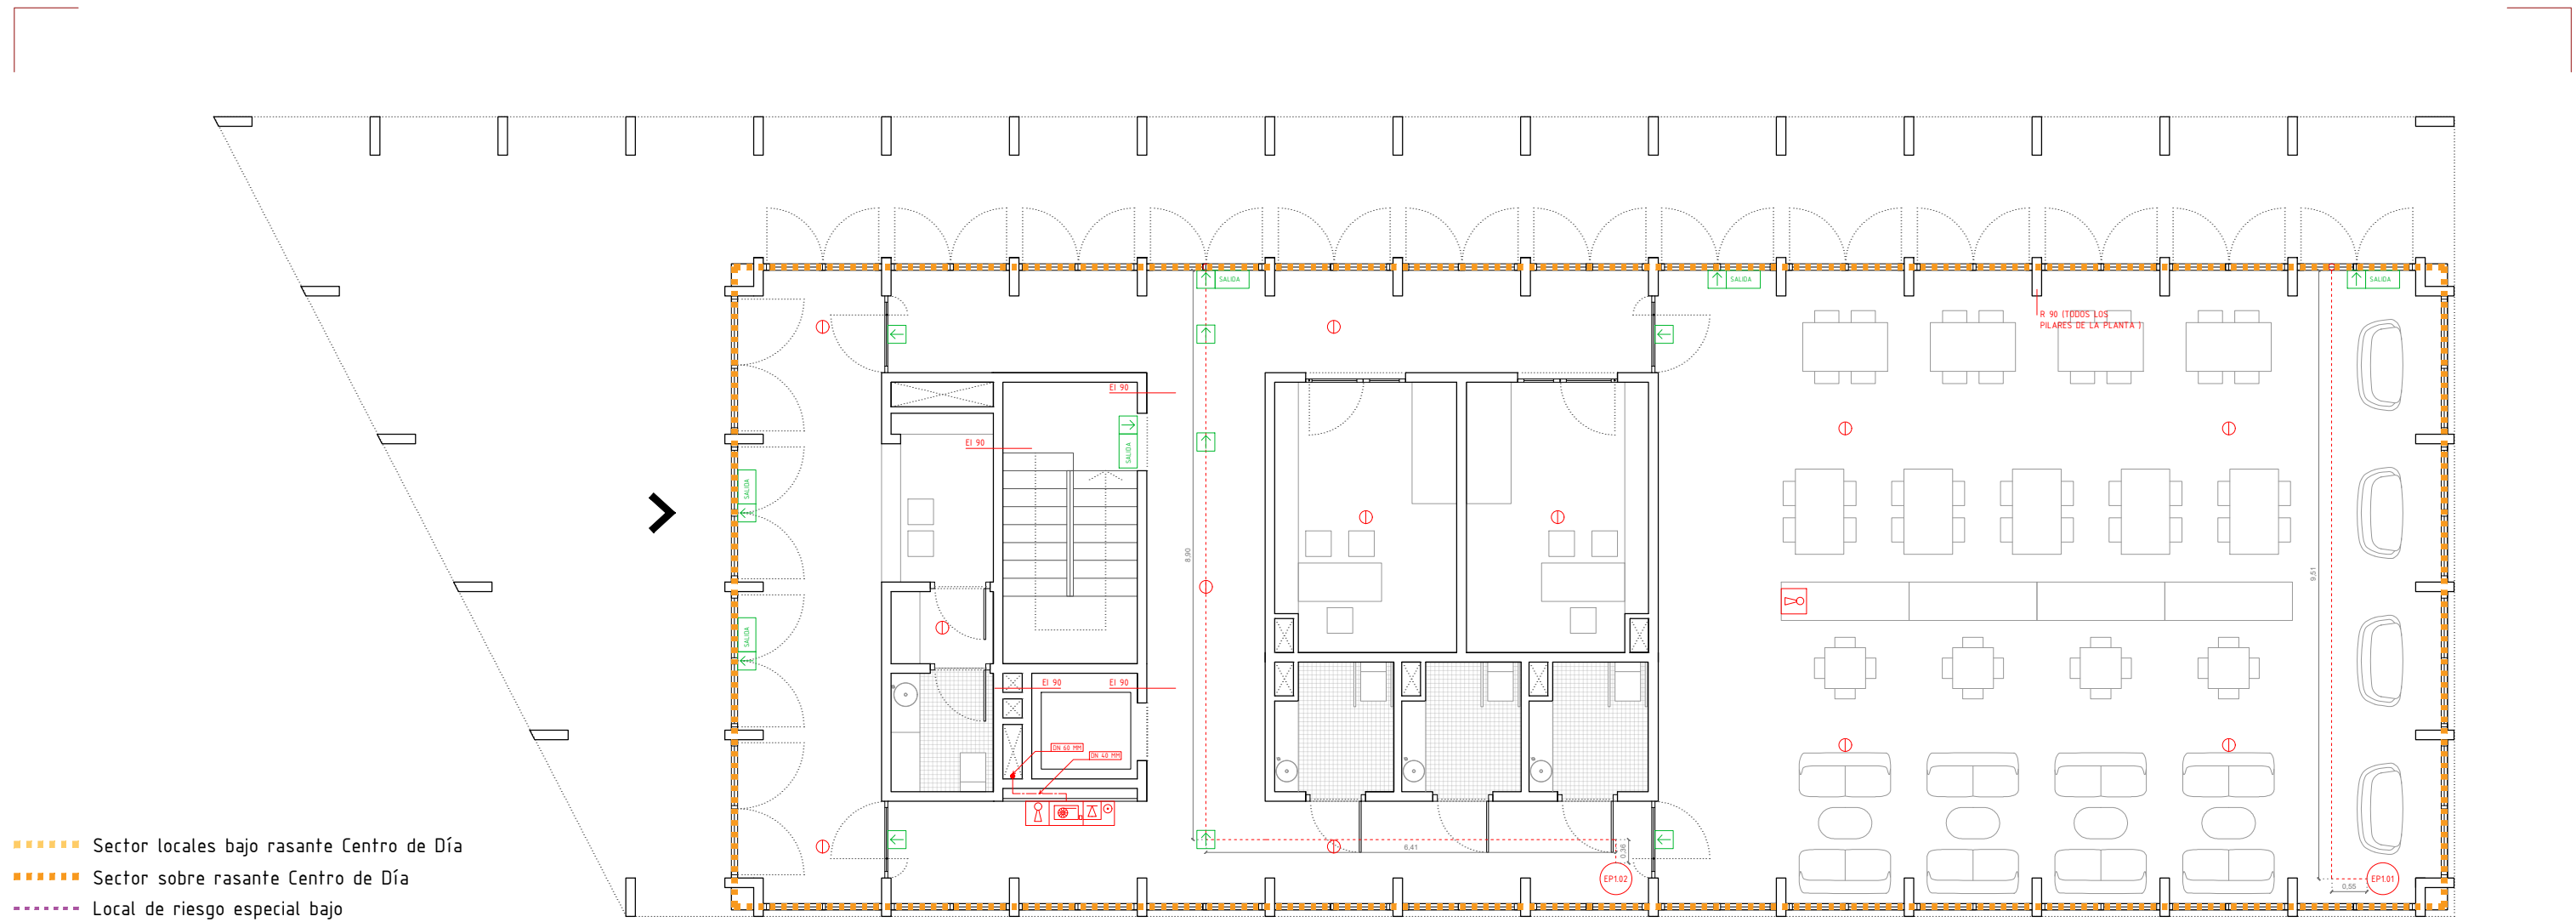 SALIDA
SALIDA
SALIDA
R 90 (TODOS LOS
PILARES DE LA PLANTA )
EI 90
EI 90
SALIDA
SALIDA
8,90
9,51
SALIDA
EI 90
EI 90
DN 60 MM
DN 40 MM
6,41
0,36
EP1.02
EP1.01
0,55
Sector locales bajo rasante Centro de Día
Sector sobre rasante Centro de Día
Local de riesgo especial bajo